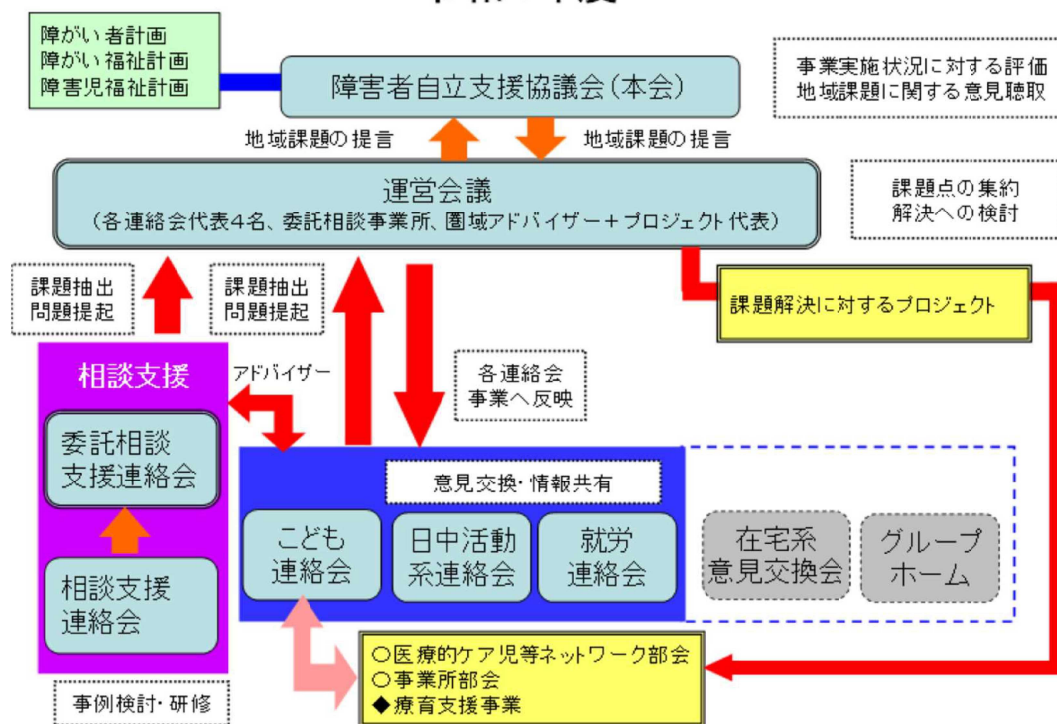 障がい者計画
障がい福祉計画
障害児福祉計画
障害者自立支援協議会(本会)
事業実施状況に対する評価
地域課題に関する意見聴取
地域課題の提言
地域課題の提言
運営会議
(各連絡会代表4名、委託相談事業所、圏域アドバイザー+プロジェクト代表)
課題点の集約
解決への検討
課題抽出
問題提起
課題抽出
問題提起
課題解決に対するプロジェクト
相談支援
アドバイザー
各連絡会
事業へ反映
委託相談
支援連絡会
意見交換・情報共有
こども
連絡会
日中活動
系連絡会
就労
連絡会
在宅系
意見交換会
グループ
ホーム
相談支援
連絡会
○医療的ケア児等ネットワーク部会
○事業所部会
◆療育支援事業
事例検討・研修